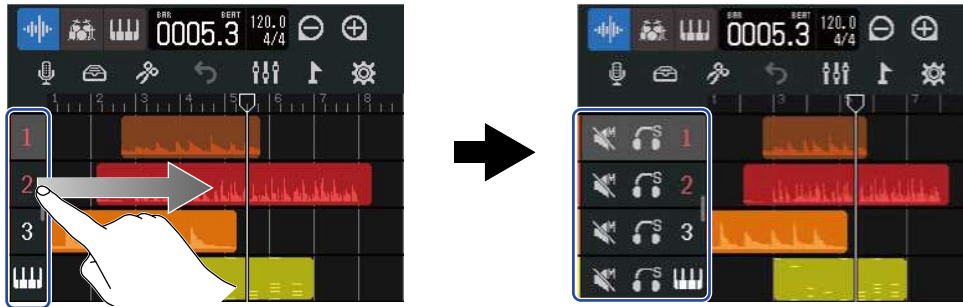 BAR BEAT
0005.3 120.0 4/4
1 2 3 4 5 6 7 8
1
2
3
BAR BEAT
0005.3 120.0 4/4
1 3 5 7
M S 1
M S 2
M S 3
M S